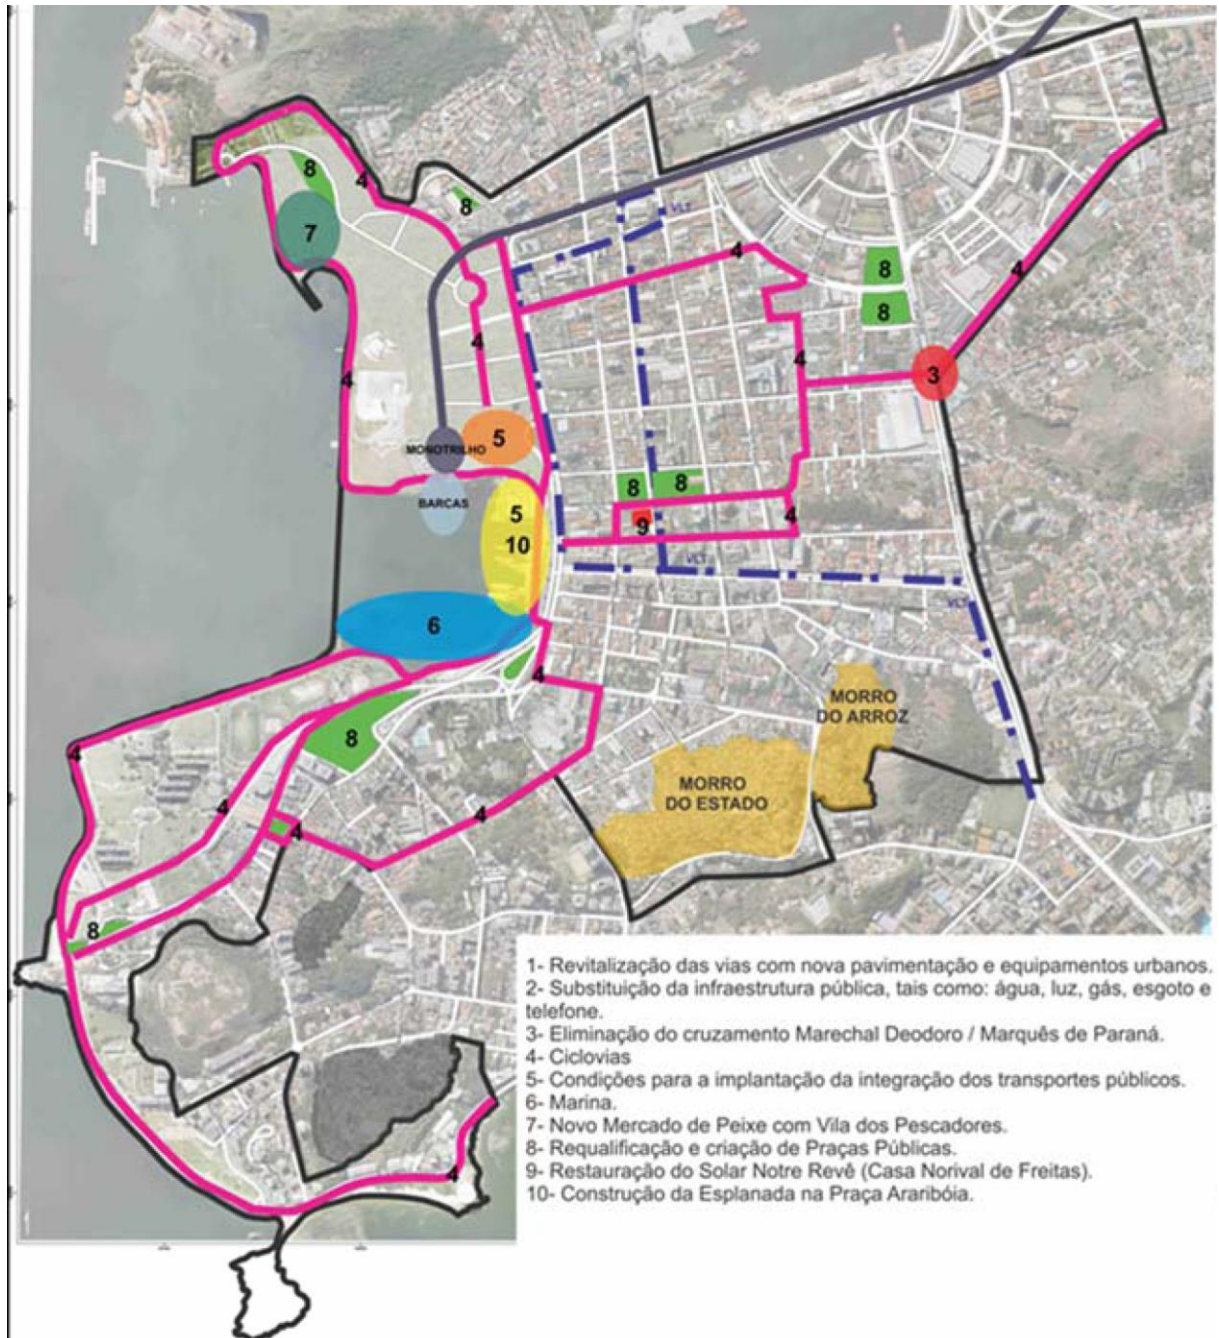 8
4
8
7
VLT
4
8
4
8
4
4
4
3
MONOTRILHO
5
BARCAS
8
8
5
4
9
10
VLT
VLT
6
4
MORRO
DO ARROZ
8
4
MORRO
DO ESTADO
4
4
4
8
4
1- Revitalização das vias com nova pavimentação e equipamentos urbanos.
2- Substituição da infraestrutura pública, tais como: água, luz, gás, esgoto e
telefone.
3- Eliminação do cruzamento Marechal Deodoro / Marquês de Paraná.
4- Ciclovias
5- Condições para a implantação da integração dos transportes públicos.
6- Marina.
7- Novo Mercado de Peixe com Vila dos Pescadores.
8- Requalificação e criação de Praças Públicas.
9- Restauração do Solar Notre Revê (Casa Norival de Freitas).
10- Construção da Esplanada na Praça Araribóia.